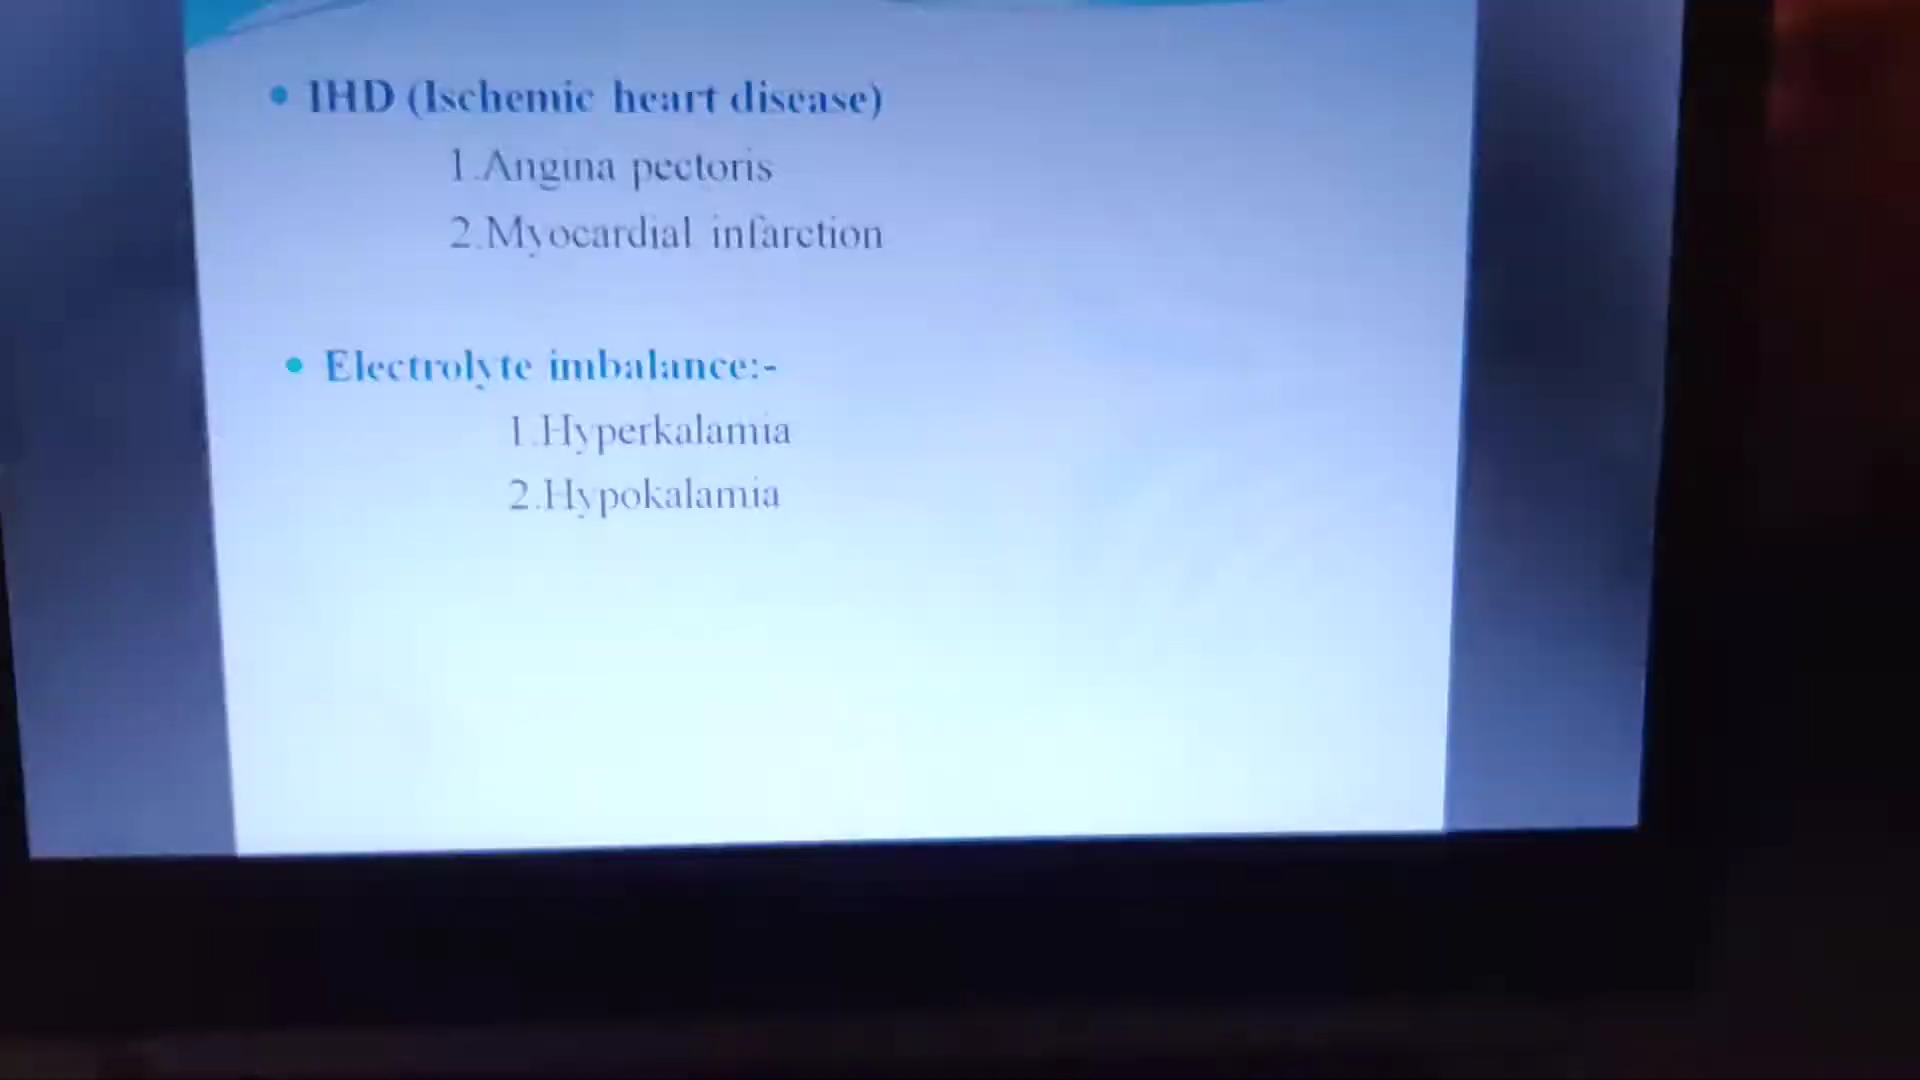 • IHD (Ischemic heart disease)
1.Angina pectoris
2.Myocardial infarction
• Electrolyte imbalance:-
1.Hyperkalamia
2.Hypokalamia